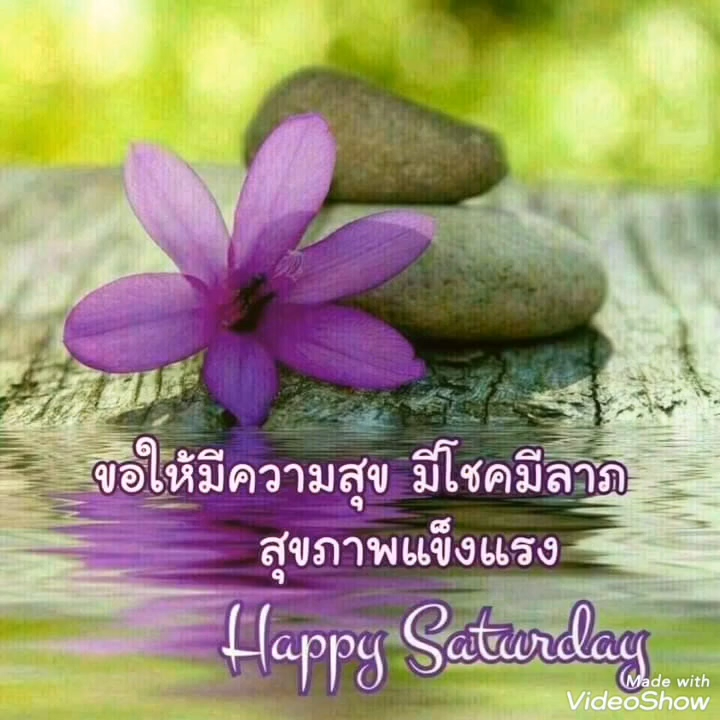 ขอให้มีความสุข มีโชคมีลาภ
สุขภาพแข็งแรง
Happy Saturday
Made with
VideoShow